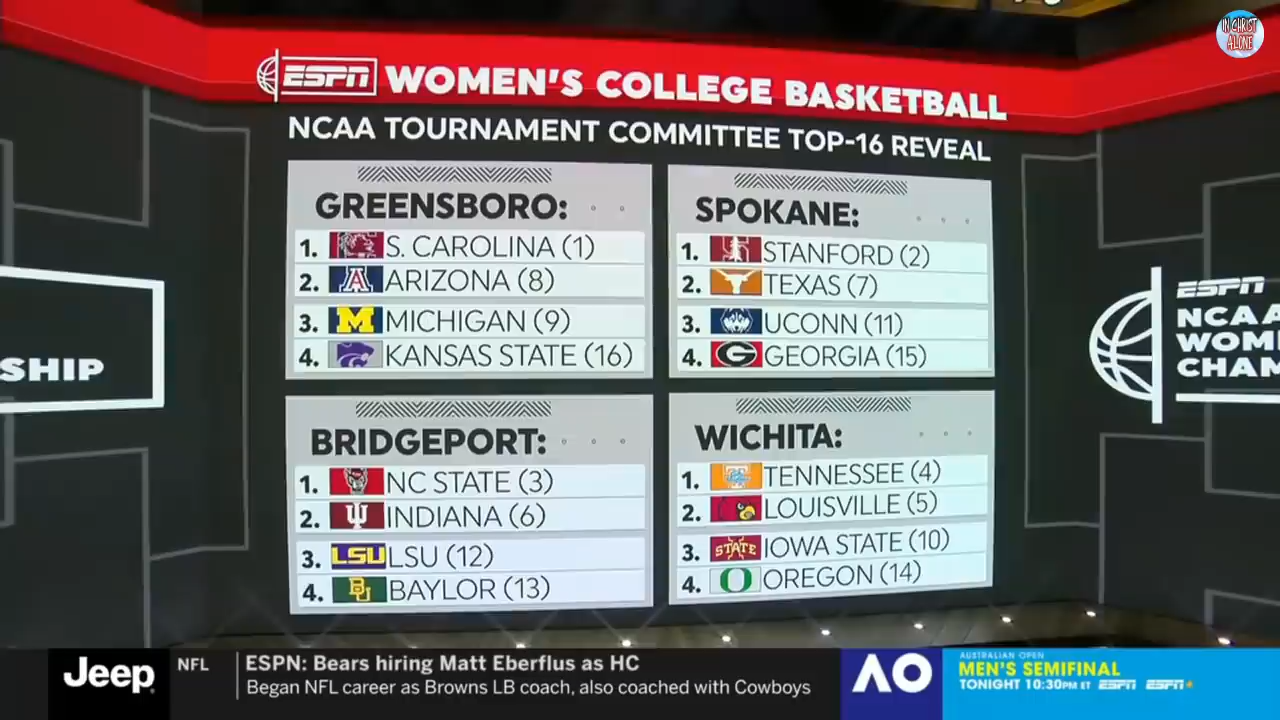 IN CHRIST
ALONE
ESPN WOMEN'S COLLEGE BASKETBALL
NCAA TOURNAMENT COMMITTEE TOP-16 REVEAL
GREENSBORO:
1. S. CAROLINA (1)
2. ARIZONA (8)
3. M MICHIGAN (9)
4. KANSAS STATE (16)
SPOKANE:
1. STANFORD (2)
2. TEXAS (7)
3. UCONN (11)
4. G GEORGIA (15)
BRIDGEPORT:
1. NC STATE (3)
2. INDIANA (6)
3. LSU LSU (12)
4. BU BAYLOR (13)
WICHITA:
1. TENNESSEE (4)
2. LOUISVILLE (5)
3. STATE IOWA STATE (10)
4. O OREGON (14)
SHIP
ESPN
NCAA
WOM
CHAM
Jeep
NFL
ESPN: Bears hiring Matt Eberflus as HC
Began NFL career as Browns LB coach, also coached with Cowboys
AO
AUSTRALIAN OPEN
MEN'S SEMIFINAL
TONIGHT 10:30PM ET ESPN ESPN+